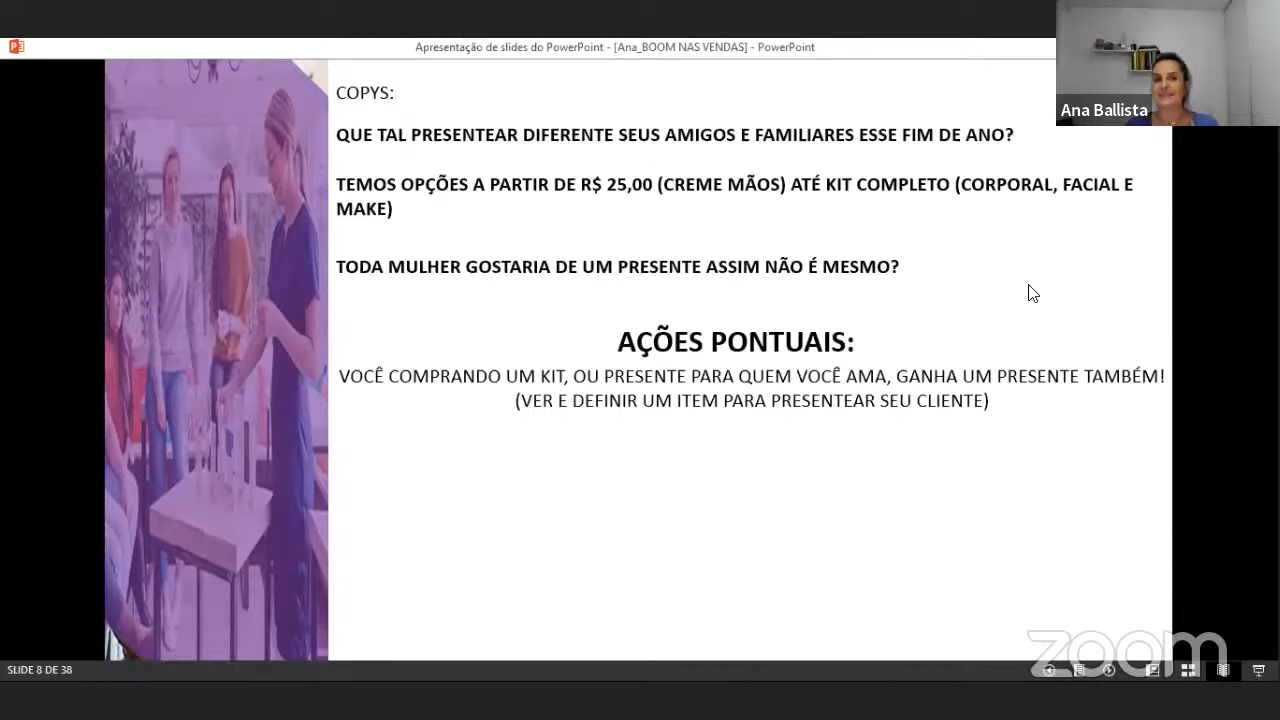 Apresentação de slides do PowerPoint - [Ana_BOOM NAS VENDAS] - PowerPoint
Ana Ballista
COPYS:
QUE TAL PRESENTEAR DIFERENTE SEUS AMIGOS E FAMILIARES ESSE FIM DE ANO?
TEMOS OPÇÕES A PARTIR DE R$ 25,00 (CREME MÃOS) ATÉ KIT COMPLETO (CORPORAL, FACIAL E
MAKE)
TODA MULHER GOSTARIA DE UM PRESENTE ASSIM NÃO É MESMO?
AÇÕES PONTUAIS:
VOCÊ COMPRANDO UM KIT, OU PRESENTE PARA QUEM VOCÊ AMA, GANHA UM PRESENTE TAMBÉM!
(VER E DEFINIR UM ITEM PARA PRESENTEAR SEU CLIENTE)
zoom
SLIDE 8 DE 38